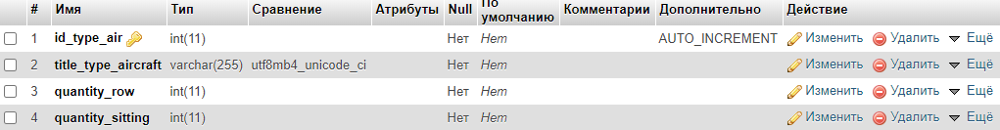 # Имя Тип Сравнение Атрибуты Null По умолчанию Комментарии Дополнительно Действие
1 id_type_air int(11) Нет Нет AUTO_INCREMENT Изменить Удалить Ещё
2 title_type_aircraft varchar(255) utf8mb4_unicode_ci Нет Нет Изменить Удалить Ещё
3 quantity_row int(11) Нет Нет Изменить Удалить Ещё
4 quantity_sitting int(11) Нет Нет Изменить Удалить Ещё